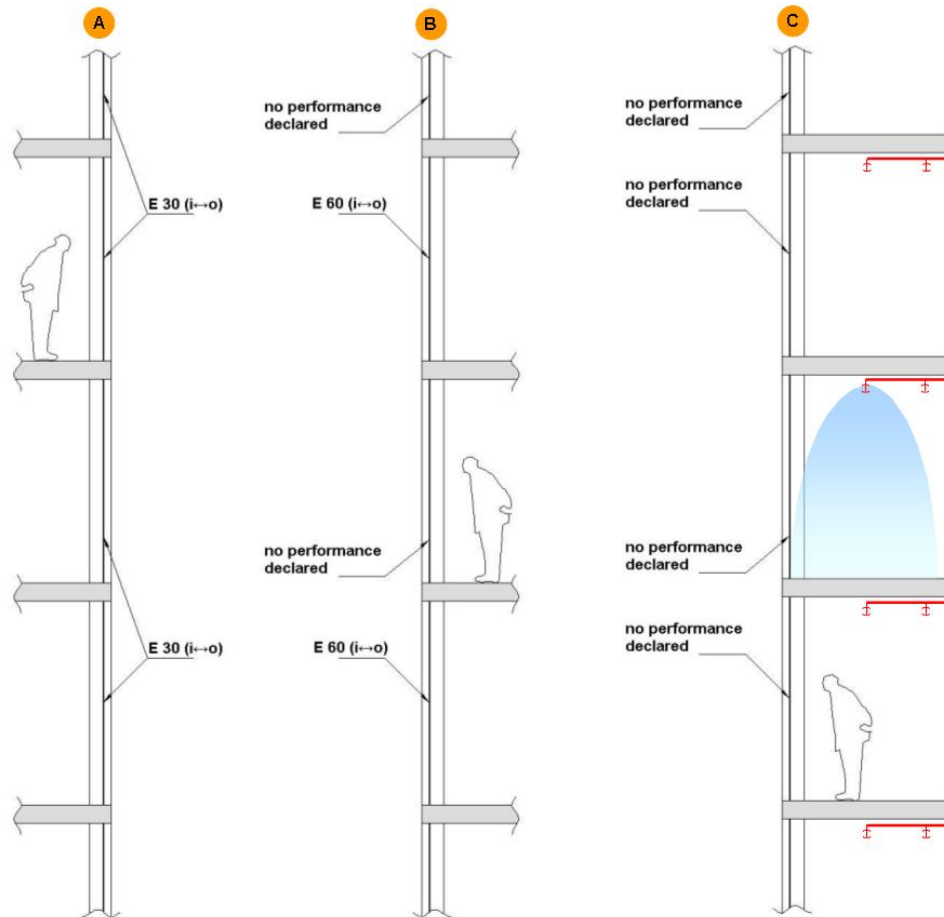 A
E 30 (i↔o)
E 30 (i↔o)
B
no performance
declared
E 60 (i↔o)
no performance
declared
E 60 (i↔o)
C
no performance
declared
no performance
declared
no performance
declared
no performance
declared